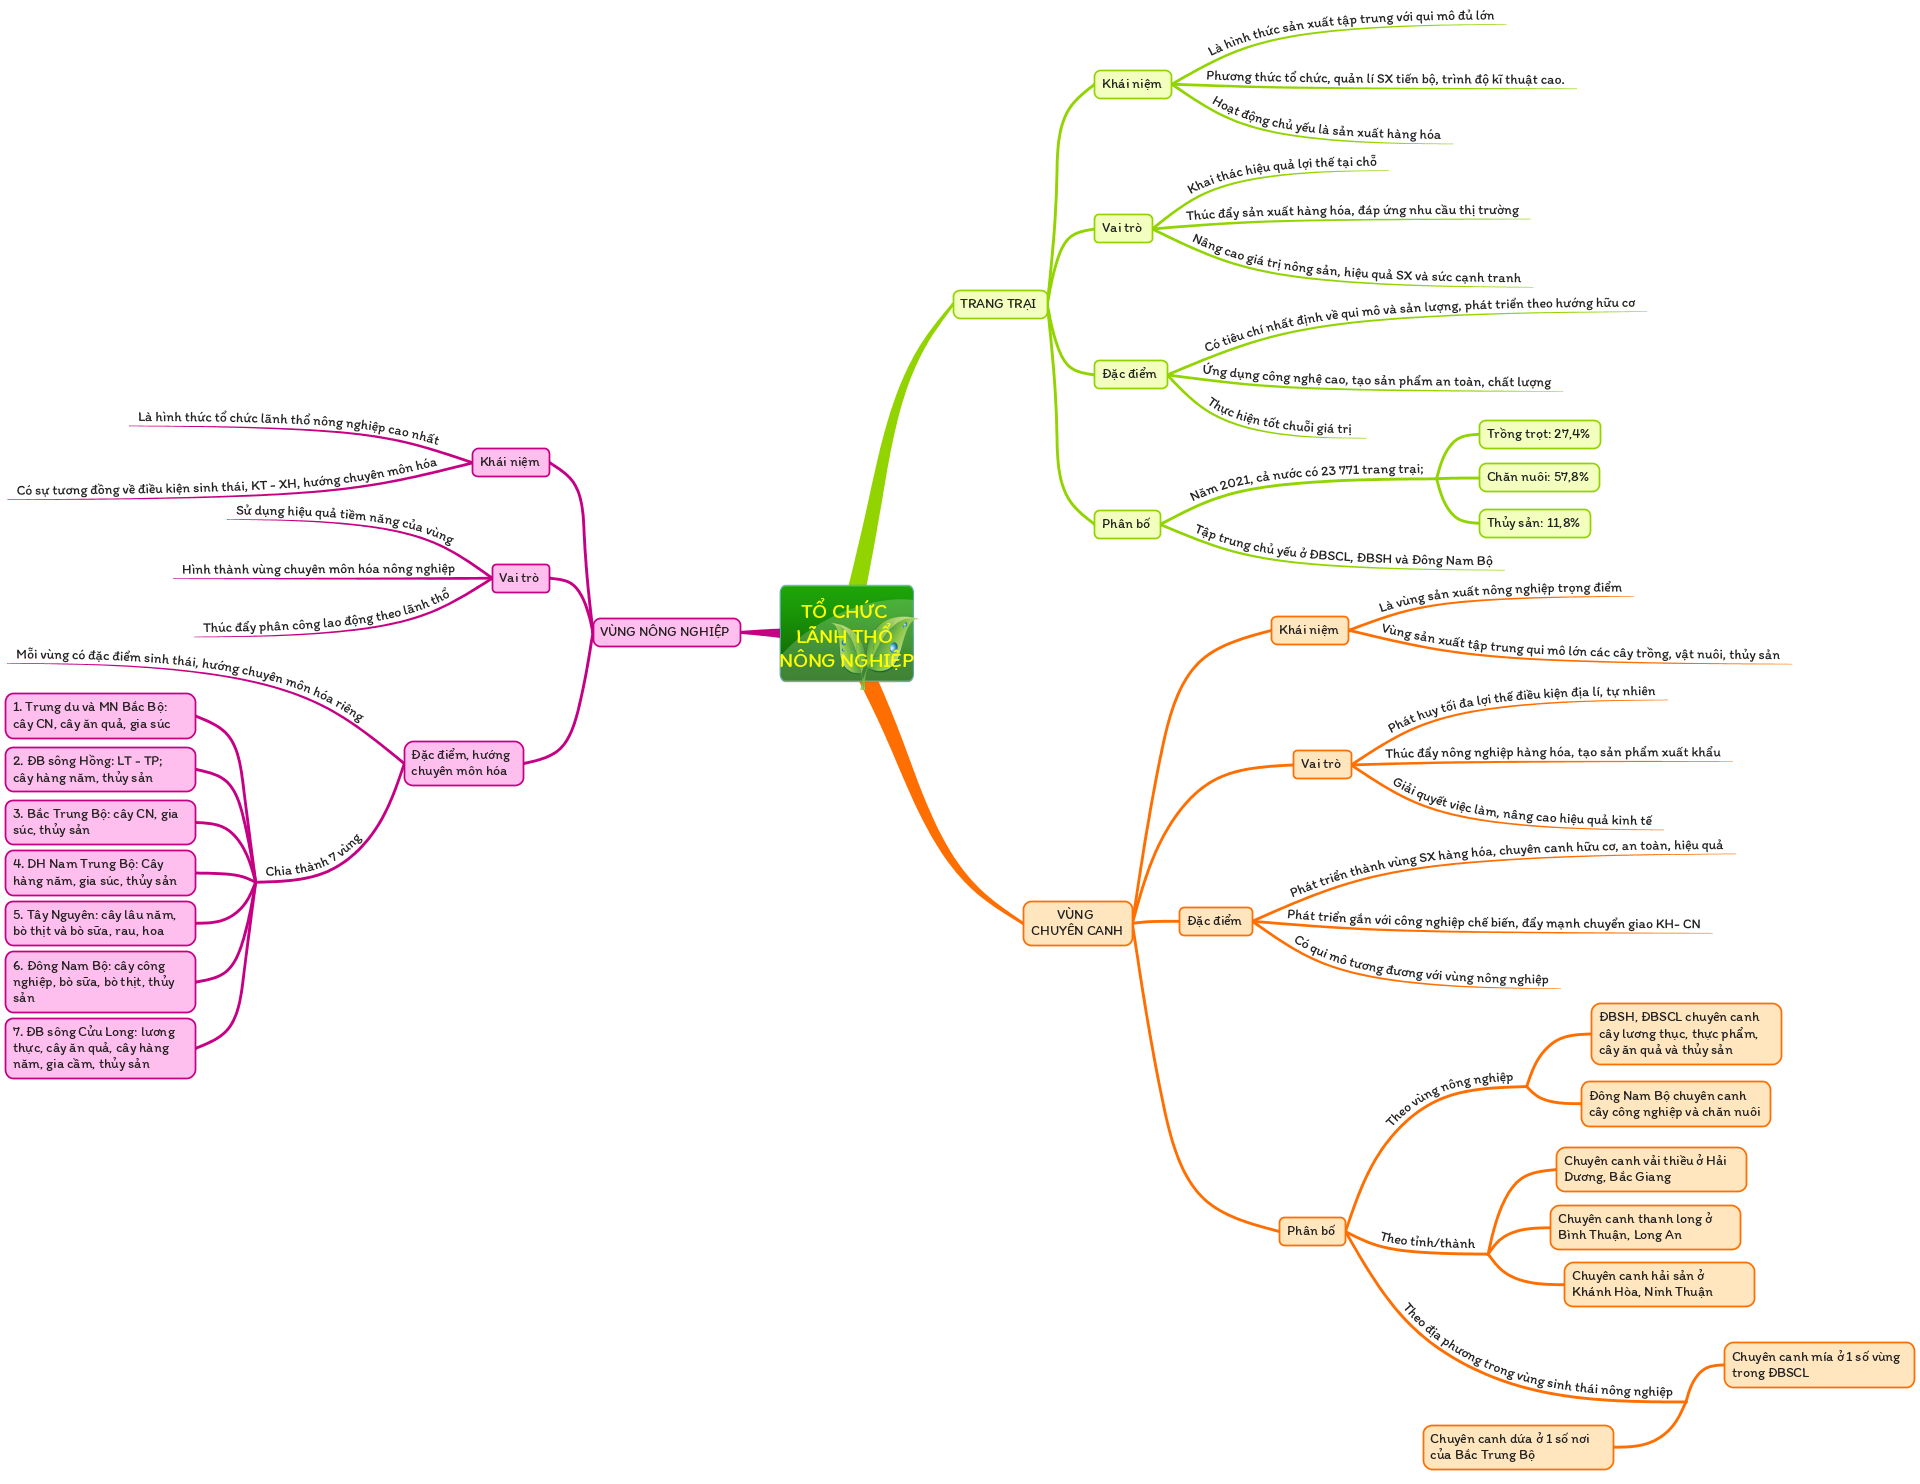 TỔ CHỨC
LÃNH THỔ
NÔNG NGHIỆP
TRANG TRẠI
Khái niệm
Là hình thức sản xuất tập trung với qui mô đủ lớn
Phương thức tổ chức, quản lí SX tiến bộ, trình độ kĩ thuật cao.
Hoạt động chủ yếu là sản xuất hàng hóa
Vai trò
Khai thác hiệu quả lợi thế tại chỗ
Thúc đẩy sản xuất hàng hóa, đáp ứng nhu cầu thị trường
Nâng cao giá trị nông sản, hiệu quả SX và sức cạnh tranh
Đặc điểm
Có tiêu chí nhất định về qui mô và sản lượng, phát triển theo hướng hữu cơ
Ứng dụng công nghệ cao, tạo sản phẩm an toàn, chất lượng
Thực hiện tốt chuỗi giá trị
Phân bố
Năm 2021, cả nước có 23 771 trang trại;
Trồng trọt: 27,4%
Chăn nuôi: 57,8%
Thủy sản: 11,8%
Tập trung chủ yếu ở ĐBSCL, ĐBSH và Đông Nam Bộ
VÙNG
CHUYÊN CANH
Khái niệm
Là vùng sản xuất nông nghiệp trọng điểm
Vùng sản xuất tập trung qui mô lớn các cây trồng, vật nuôi, thủy sản
Vai trò
Phát huy tối đa lợi thế điều kiện địa lí, tự nhiên
Thúc đẩy nông nghiệp hàng hóa, tạo sản phẩm xuất khẩu
Giải quyết việc làm, nâng cao hiệu quả kinh tế
Đặc điểm
Phát triển thành vùng SX hàng hóa, chuyên canh hữu cơ, an toàn, hiệu quả
Phát triển gắn với công nghiệp chế biến, đẩy mạnh chuyển giao KH- CN
Có qui mô tương đương với vùng nông nghiệp
Phân bố
Theo vùng nông nghiệp
ĐBSH, ĐBSCL chuyên canh
cây lương thục, thực phẩm,
cây ăn quả và thủy sản
Đông Nam Bộ chuyên canh
cây công nghiệp và chăn nuôi
Theo tỉnh/thành
Chuyên canh vải thiều ở Hải
Dương, Bắc Giang
Chuyên canh thanh long ở
Bình Thuận, Long An
Chuyên canh hải sản ở
Khánh Hòa, Ninh Thuận
Theo địa phương trong vùng sinh thái nông nghiệp
Chuyên canh mía ở 1 số vùng
trong ĐBSCL
Chuyên canh dứa ở 1 số nơi
của Bắc Trung Bộ
VÙNG NÔNG NGHIỆP
Khái niệm
Là hình thức tổ chức lãnh thổ nông nghiệp cao nhất
Có sự tương đồng về điều kiện sinh thái, KT - XH, hướng chuyên môn hóa
Vai trò
Sử dụng hiệu quả tiềm năng của vùng
Hình thành vùng chuyên môn hóa nông nghiệp
Thúc đẩy phân công lao động theo lãnh thổ
Đặc điểm, hướng
chuyên môn hóa
Mỗi vùng có đặc điểm sinh thái, hướng chuyên môn hóa riêng
Chia thành 7 vùng
1. Trung du và MN Bắc Bộ:
cây CN, cây ăn quả, gia súc
2. ĐB sông Hồng: LT - TP;
cây hàng năm, thủy sản
3. Bắc Trung Bộ: cây CN, gia
súc, thủy sản
4. DH Nam Trung Bộ: Cây
hàng năm, gia súc, thủy sản
5. Tây Nguyên: cây lâu năm,
bò thịt và bò sữa, rau, hoa
6. Đông Nam Bộ: cây công
nghiệp, bò sữa, bò thịt, thủy
sản
7. ĐB sông Cửu Long: lương
thực, cây ăn quả, cây hàng
năm, gia cầm, thủy sản